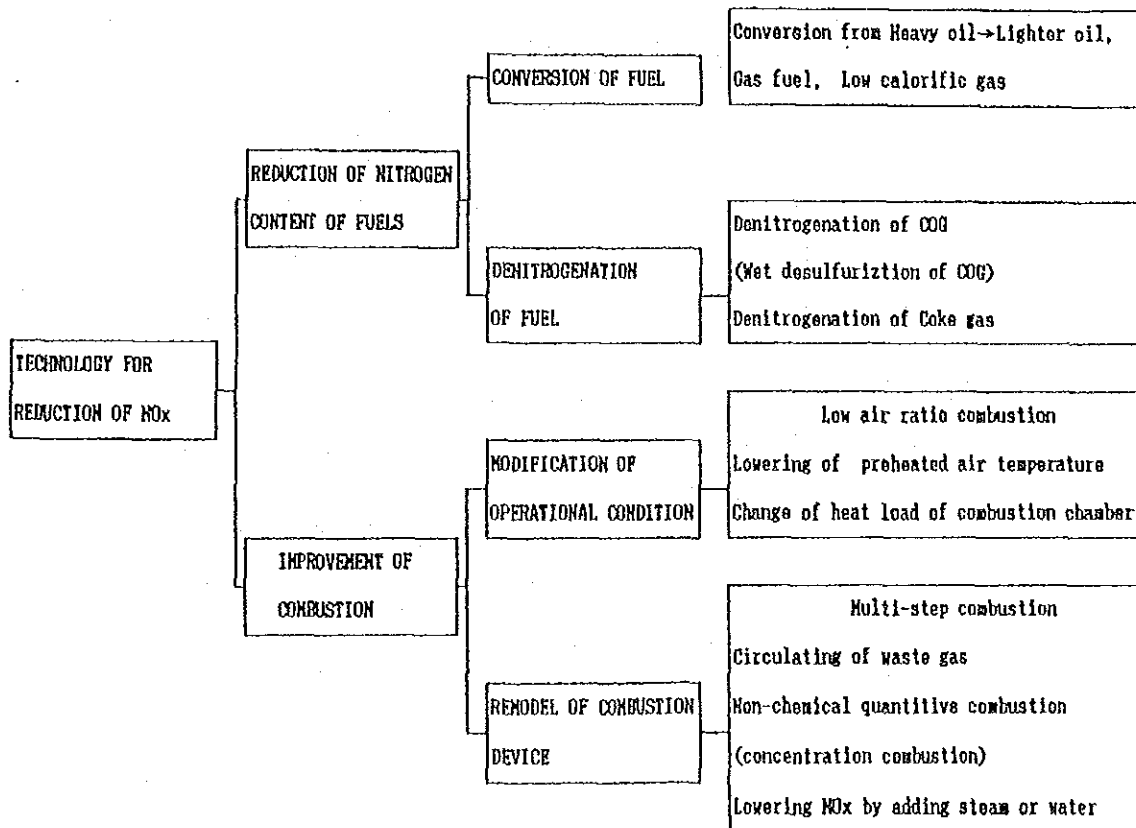 Conversion from Heavy oil→Lighter oil,
Gas fuel, Low calorific gas
CONVERSION OF FUEL
REDUCTION OF NITROGEN
CONTENT OF FUELS
DENITROGENATION
OF FUEL
Denitrogenation of COG
(Wet desulfuriztion of COG)
Denitrogenation of Coke gas
TECHNOLOGY FOR
REDUCTION OF NOx
MODIFICATION OF
OPERATIONAL CONDITION
Low air ratio combustion
Lowering of preheated air temperature
Change of heat load of combustion chamber
IMPROVEMENT OF
COMBUSTION
REMODEL OF COMBUSTION
DEVICE
Multi-step combustion
Circulating of waste gas
Non-chemical quantitive combustion
(concentration combustion)
Lowering NOx by adding steam or water